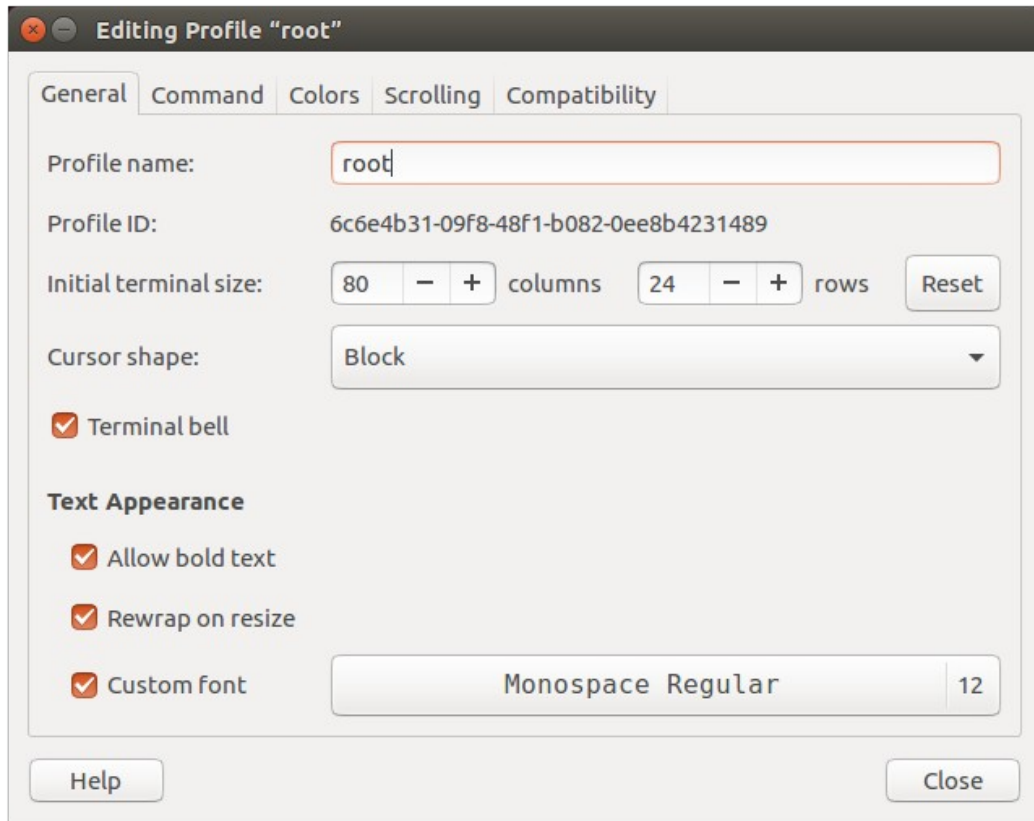 Editing Profile “root”
General Command Colors Scrolling Compatibility
Profile name: root
Profile ID: 6c6e4b31-09f8-48f1-b082-0ee8b4231489
Initial terminal size: 80 − + columns 24 − + rows Reset
Cursor shape: Block
Terminal bell
Text Appearance
Allow bold text
Rewrap on resize
Custom font Monospace Regular 12
Help Close